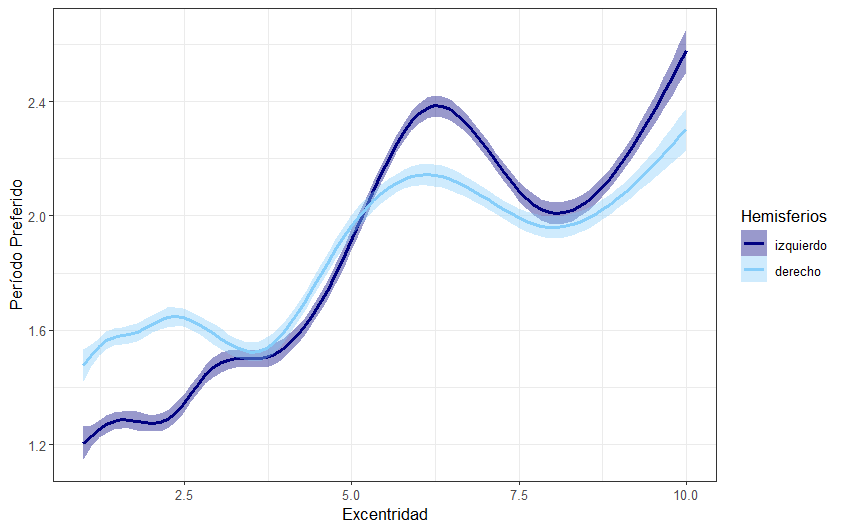 Período Preferido
2.4
2.0
1.6
1.2
2.5
5.0
7.5
10.0
Excentridad
Hemisferios
izquierdo
derecho